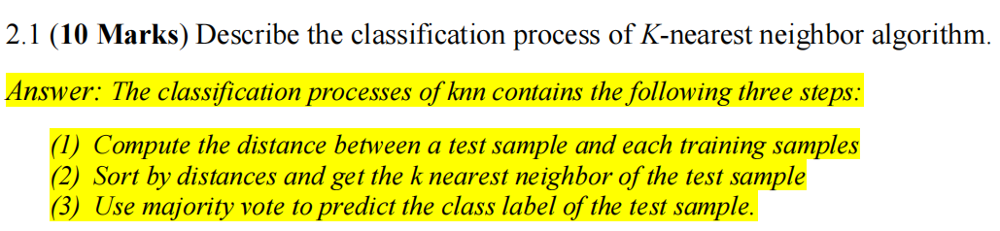 2.1 (10 Marks) Describe the classification process of K-nearest neighbor algorithm.
Answer: The classification processes of knn contains the following three steps:
(1) Compute the distance between a test sample and each training samples
(2) Sort by distances and get the k nearest neighbor of the test sample
(3) Use majority vote to predict the class label of the test sample.